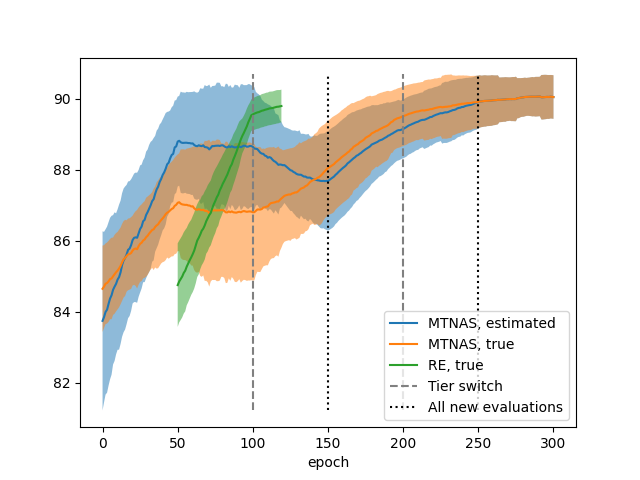 90
88
86
84
82
0 50 100 150 200 250 300
epoch
MTNAS, estimated
MTNAS, true
RE, true
Tier switch
All new evaluations